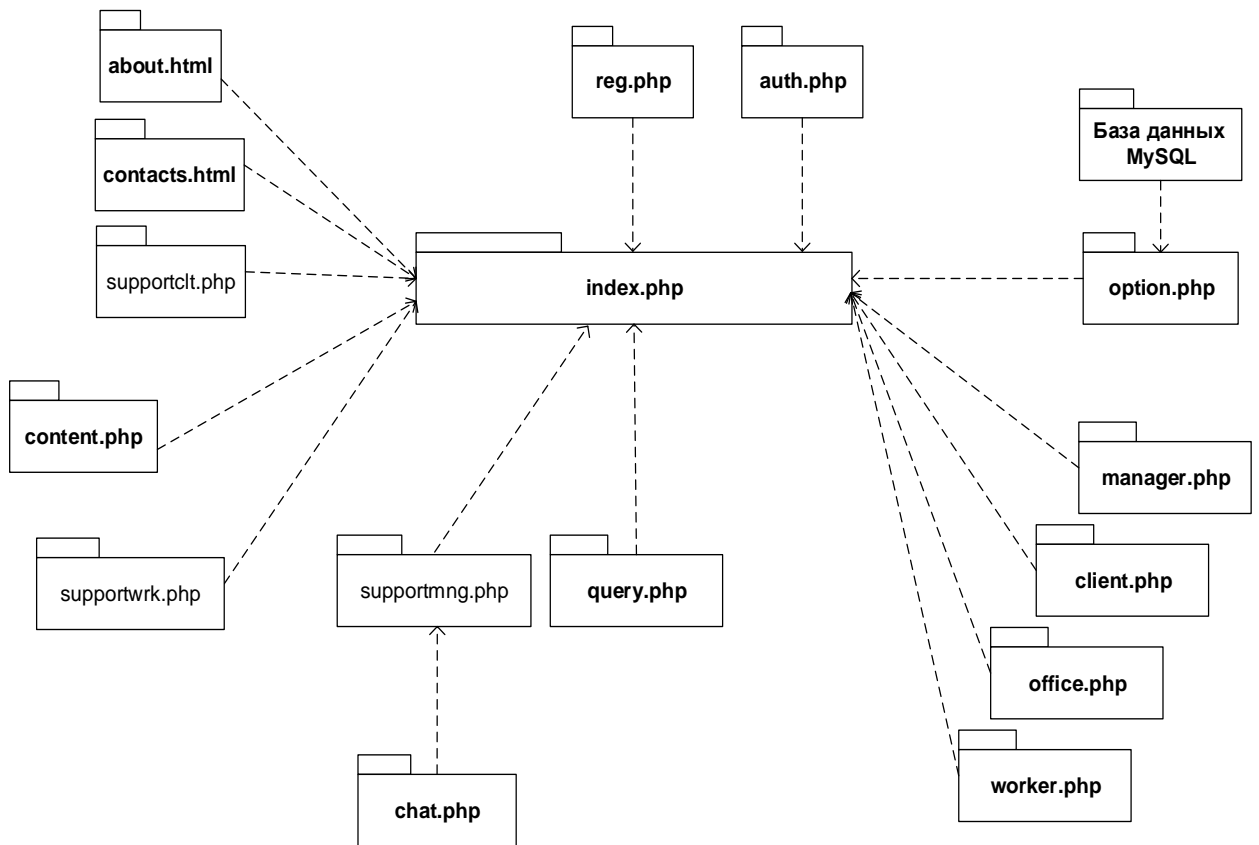 about.html
reg.php
auth.php
База данных
MySQL
contacts.html
supportclt.php
index.php
option.php
content.php
manager.php
supportwrk.php
supportmng.php
query.php
client.php
office.php
worker.php
chat.php